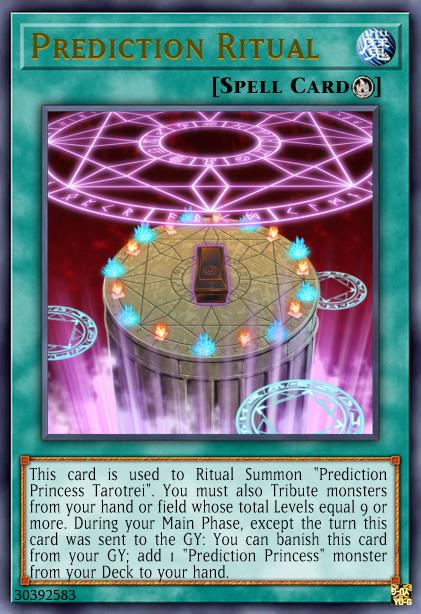 Prediction Ritual
[Spell Card]
This card is used to Ritual Summon "Prediction
Princess Tarotrei". You must also Tribute monsters
from your hand or field whose total Levels equal 9 or
more. During your Main Phase, except the turn this
card was sent to the GY: You can banish this card
from your GY; add 1 "Prediction Princess" monster
from your Deck to your hand.
30392583